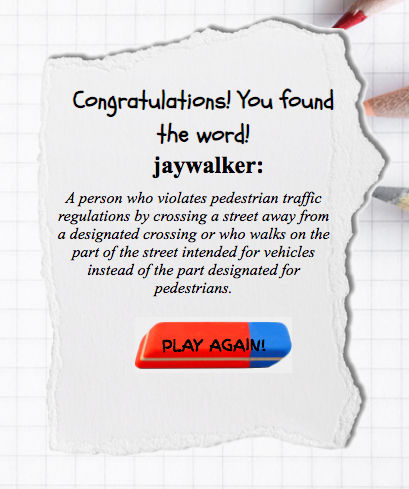 Congratulations! You found
the word!
jaywalker:
A person who violates pedestrian traffic
regulations by crossing a street away from
a designated crossing or who walks on the
part of the street intended for vehicles
instead of the part designated for
pedestrians.
PLAY AGAIN!